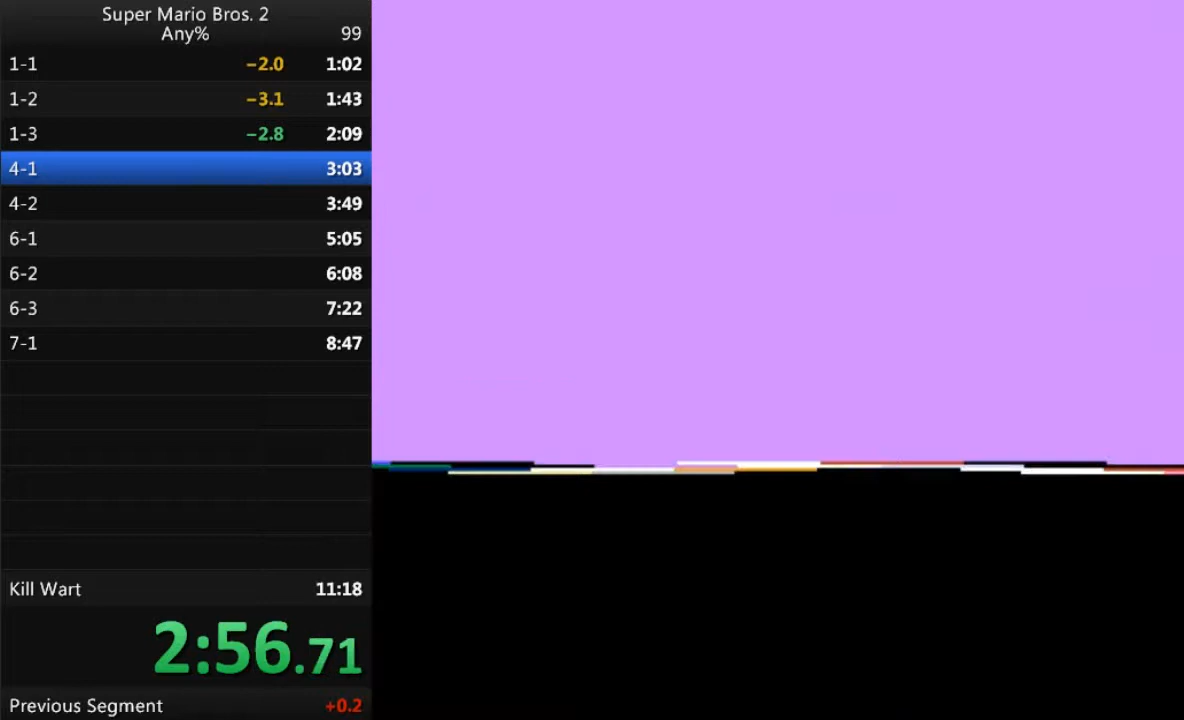 Super Mario Bros. 2
Any% 99
1-1 −2.0 1:02
1-2 −3.1 1:43
1-3 −2.8 2:09
4-1 3:03
4-2 3:49
6-1 5:05
6-2 6:08
6-3 7:22
7-1 8:47
Kill Wart 11:18
2:56.71
Previous Segment +0.2